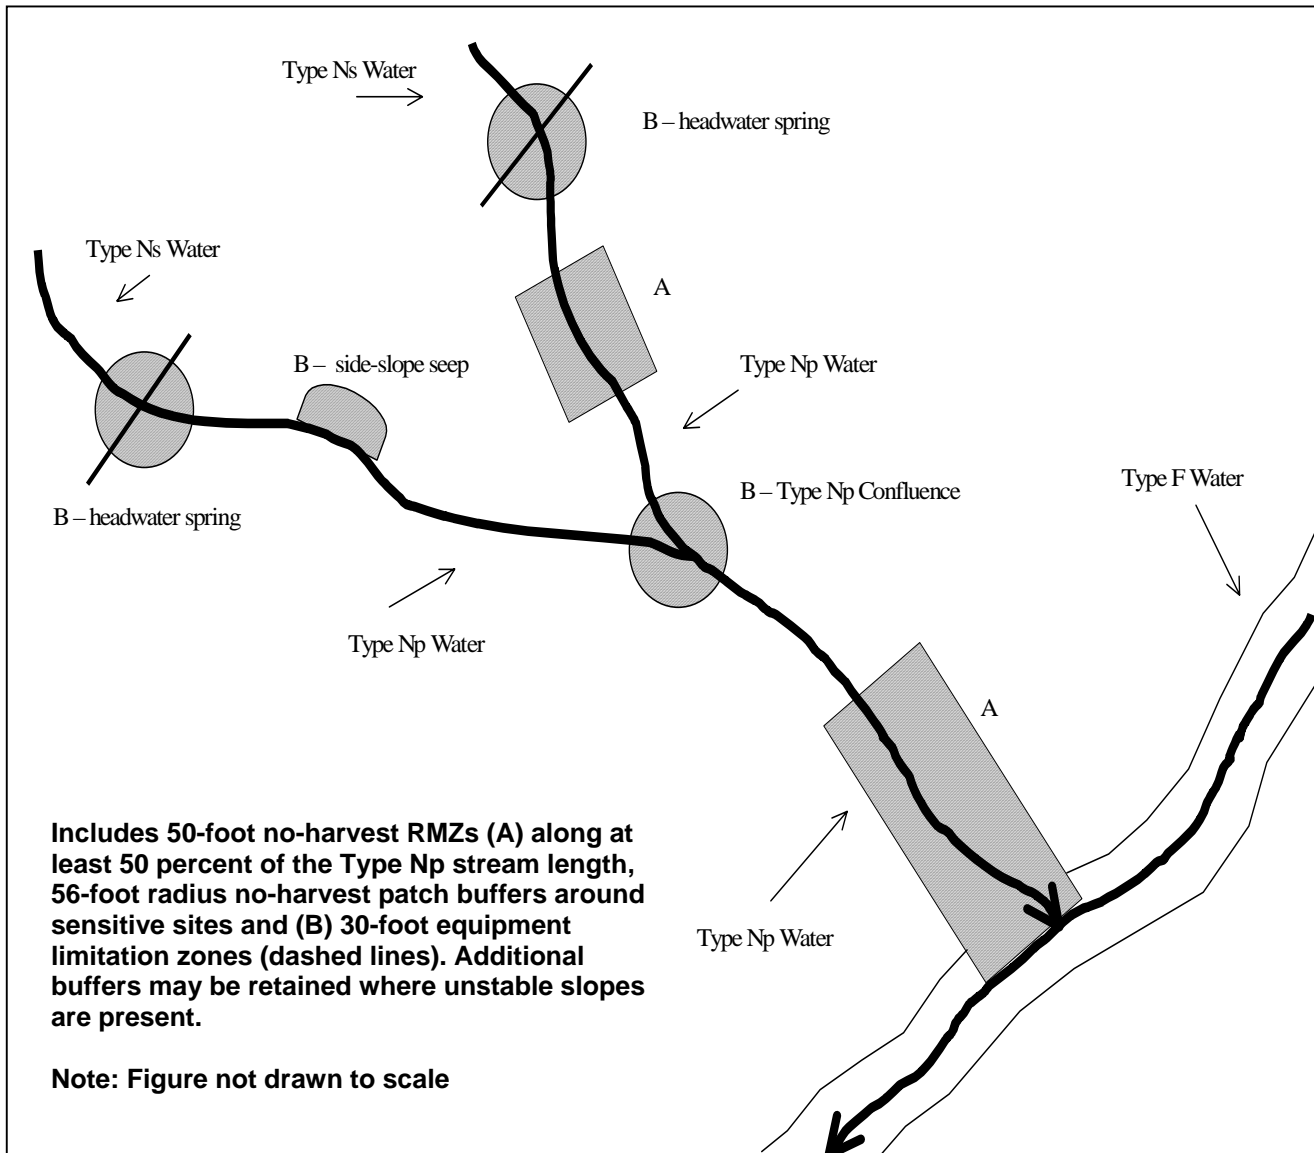 Type Ns Water
B – headwater spring
Type Ns Water
A
B – side-slope seep
Type Np Water
B – Type Np Confluence
Type F Water
B – headwater spring
Type Np Water
A
Type Np Water
Includes 50-foot no-harvest RMZs (A) along at
least 50 percent of the Type Np stream length,
56-foot radius no-harvest patch buffers around
sensitive sites and (B) 30-foot equipment
limitation zones (dashed lines). Additional
buffers may be retained where unstable slopes
are present.
Note: Figure not drawn to scale